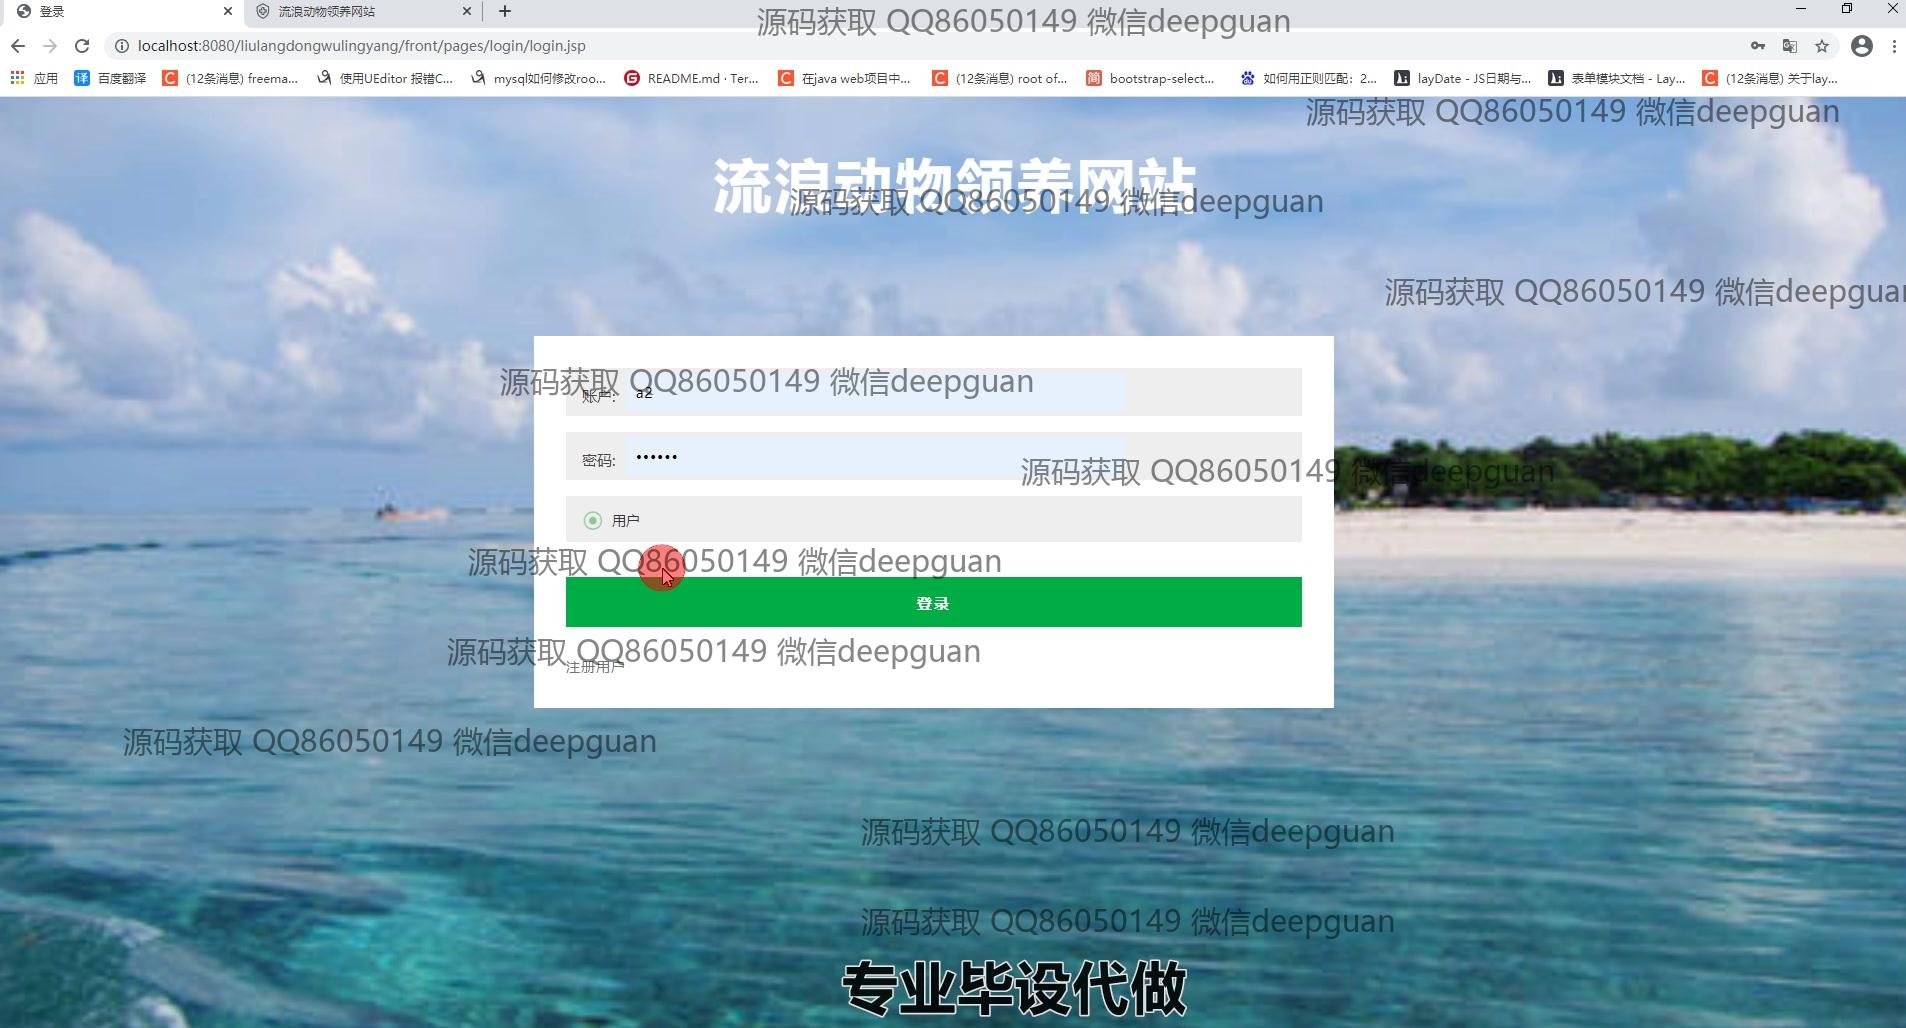 登录
流浪动物领养网站
源码获取 QQ86050149 微信deepguan
localhost:8080/liulangdongwulingyang/front/pages/login/login.jsp
应用
百度翻译
(12条消息) freema...
使用UEditor 报错C...
mysql如何修改roo...
README.md · Ter...
在java web项目中...
(12条消息) root of...
bootstrap-select...
如何用正则匹配：2...
layDate - JS日期与...
表单模块文档 - Lay...
(12条消息) 关于lay...
源码获取 QQ86050149 微信deepguan
流浪动物领养网站
源码获取 QQ86050149 微信deepguan
源码获取 QQ86050149 微信deepguan
源码获取 QQ86050149 微信deepguan
账户: a2
密码: ••••••
源码获取 QQ86050149 微信deepguan
用户
源码获取 QQ86050149 微信deepguan
登录
源码获取 QQ86050149 微信deepguan
注册用户
源码获取 QQ86050149 微信deepguan
源码获取 QQ86050149 微信deepguan
源码获取 QQ86050149 微信deepguan
专业毕设代做